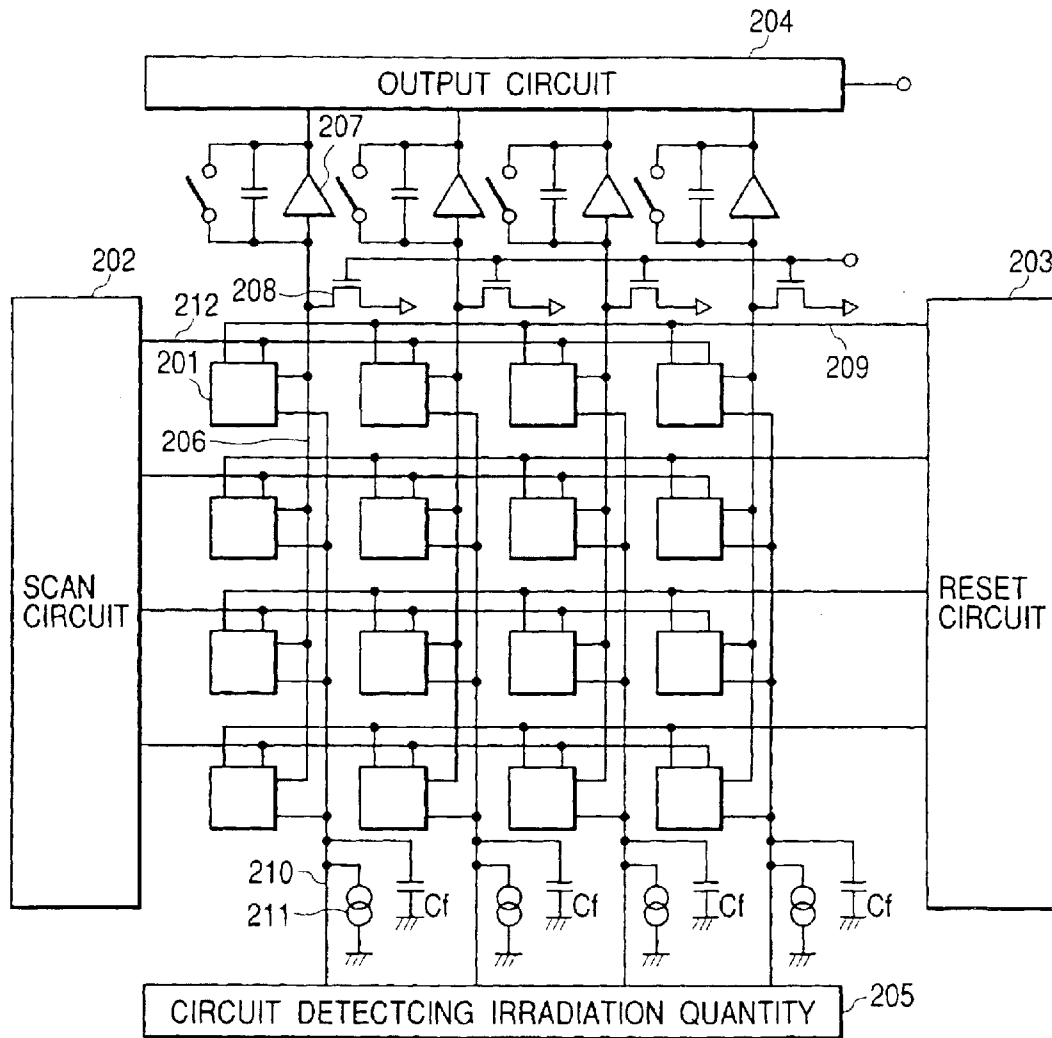 204
OUTPUT CIRCUIT
207
202
208
203
212
209
201
206
SCAN
CIRCUIT
RESET
CIRCUIT
210
211
Cf
Cf
Cf
Cf
205
CIRCUIT DETECTCING IRRADIATION QUANTITY